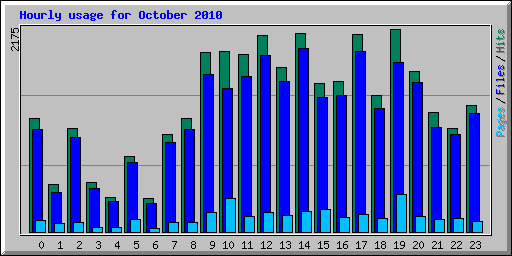 Hourly usage for October 2010
2175
Pages/Files/Hits
0 1 2 3 4 5 6 7 8 9 10 11 12 13 14 15 16 17 18 19 20 21 22 23